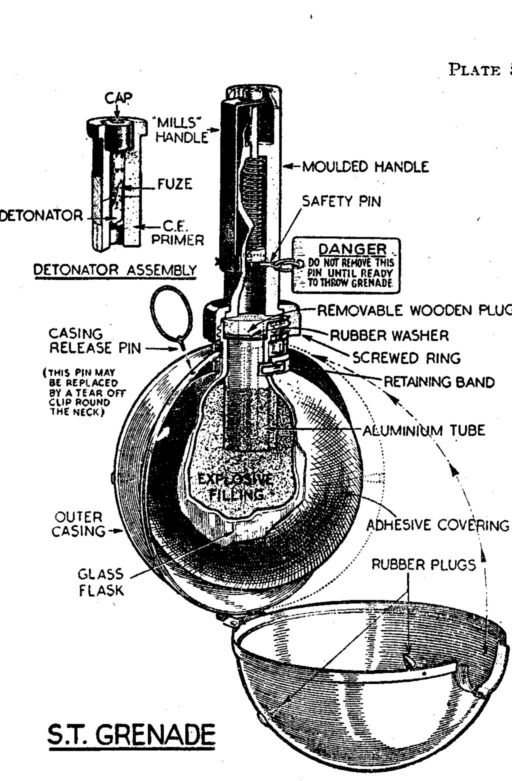 PLATE
CAP
"MILLS"
HANDLE
MOULDED HANDLE
FUZE
SAFETY PIN
DETONATOR
C.E.
PRIMER
DANGER
DO NOT REMOVE THIS
PIN UNTIL READY
TO THROW GRENADE
DETONATOR ASSEMBLY
REMOVABLE WOODEN PLUG
CASING
RELEASE PIN
RUBBER WASHER
SCREWED RING
(THIS PIN MAY
BE REPLACED
BY A TEAR OFF
CLIP ROUND
THE NECK)
RETAINING BAND
ALUMINIUM TUBE
EXPLOSIVE
FILLING
OUTER
CASING
ADHESIVE COVERING
RUBBER PLUGS
GLASS
FLASK
S.T. GRENADE